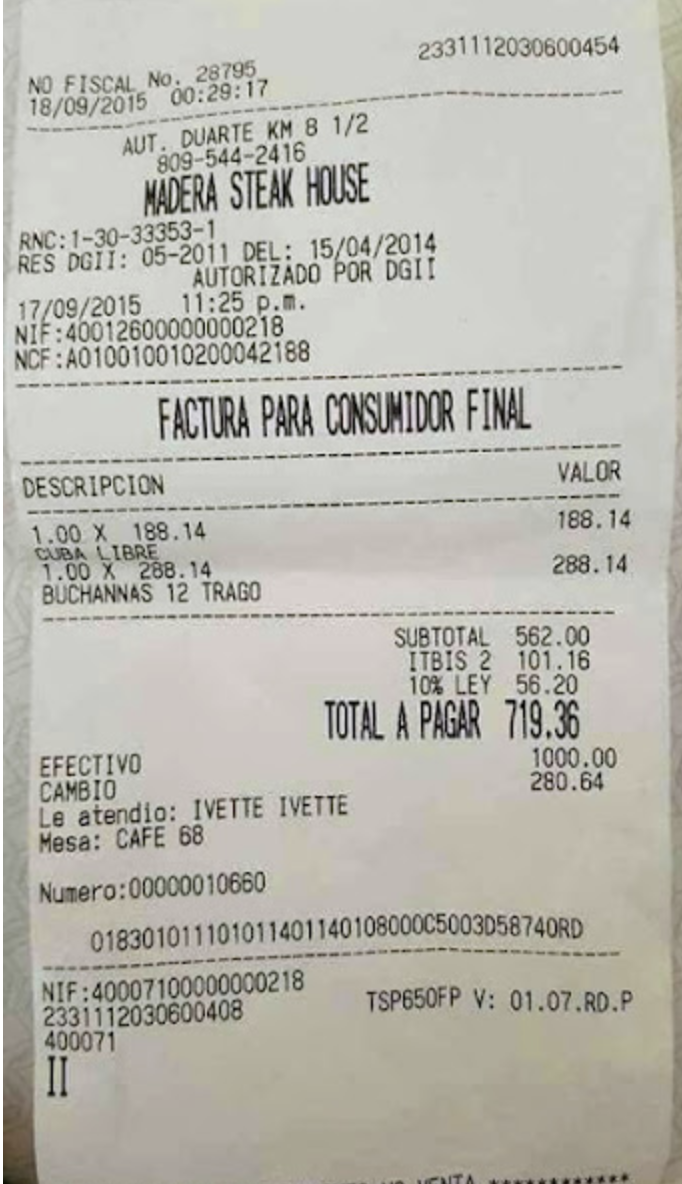 2331112030600454
NO FISCAL No. 28795
18/09/2015 00:29:17
AUT. DUARTE KM 8 1/2
809-544-2416
MADERA STEAK HOUSE
RNC:1-30-33353-1
RES DGII: 05-2011 DEL: 15/04/2014
AUTORIZADO POR DGII
17/09/2015 11:25 p.m.
NIF:400126000000000218
NCF:A010010010200042188
FACTURA PARA CONSUMIDOR FINAL
DESCRIPCION VALOR
1.00 X 188.14 188.14
CUBA LIBRE
1.00 X 288.14 288.14
BUCHANNAS 12 TRAGO
SUBTOTAL 562.00
ITBIS 2 101.16
10% LEY 56.20
TOTAL A PAGAR 719.36
EFECTIVO 1000.00
CAMBIO 280.64
Le atendio: IVETTE IVETTE
Mesa: CAFE 68
Numero:00000010660
0183010111010114011401080​00C5003D58740RD
NIF:400071000000000218
2331112030600408 TSP650FP V: 01.07.RD.P
400071
II
VENTA ************